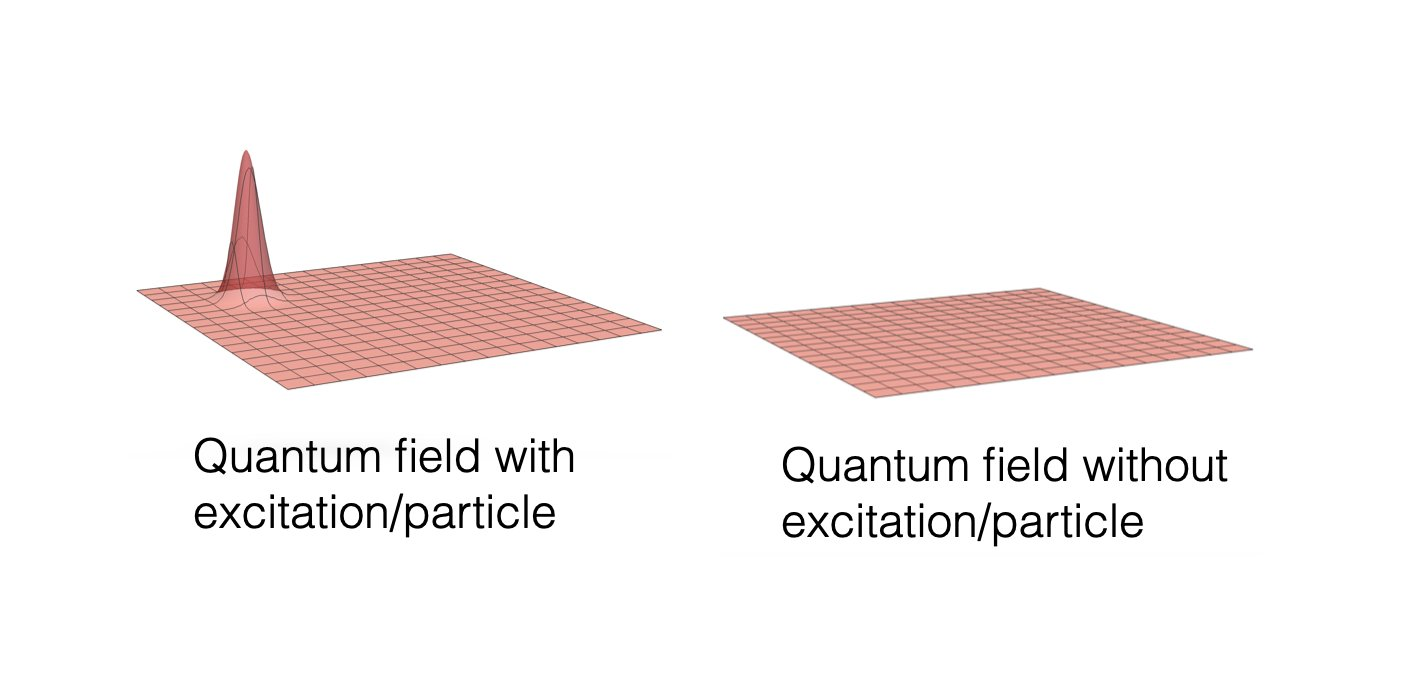 Quantum field with
excitation/particle
Quantum field without
excitation/particle